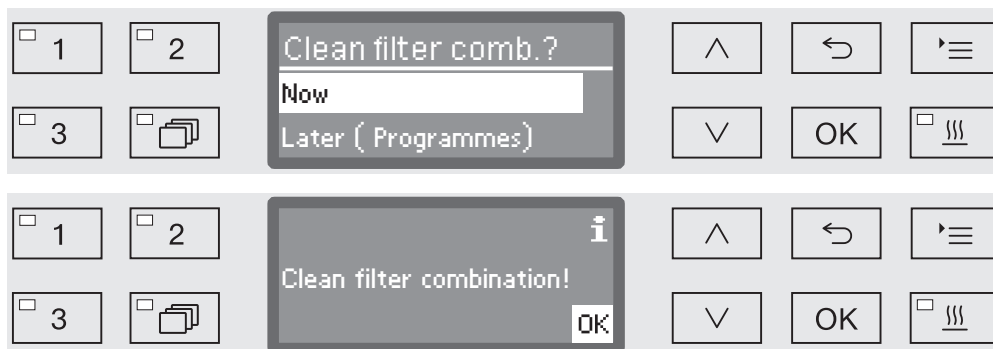 1 2
Clean filter comb.?
Now
3
Later ( Programmes)
OK
1 2
i
Clean filter combination!
3
OK
OK